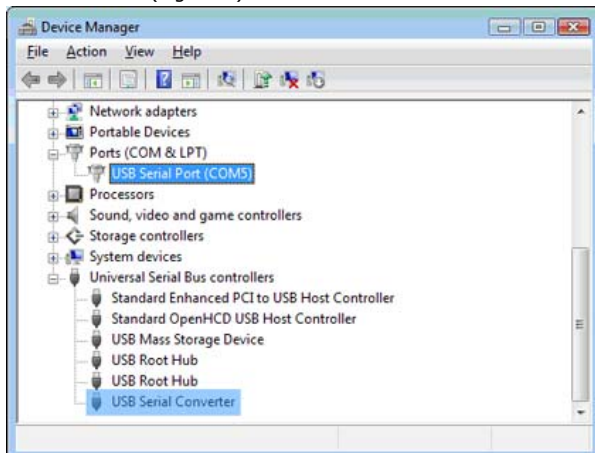 Device Manager
File Action View Help
Network adapters
Portable Devices
Ports (COM & LPT)
USB Serial Port (COM5)
Processors
Sound, video and game controllers
Storage controllers
System devices
Universal Serial Bus controllers
Standard Enhanced PCI to USB Host Controller
Standard OpenHCD USB Host Controller
USB Mass Storage Device
USB Root Hub
USB Root Hub
USB Serial Converter